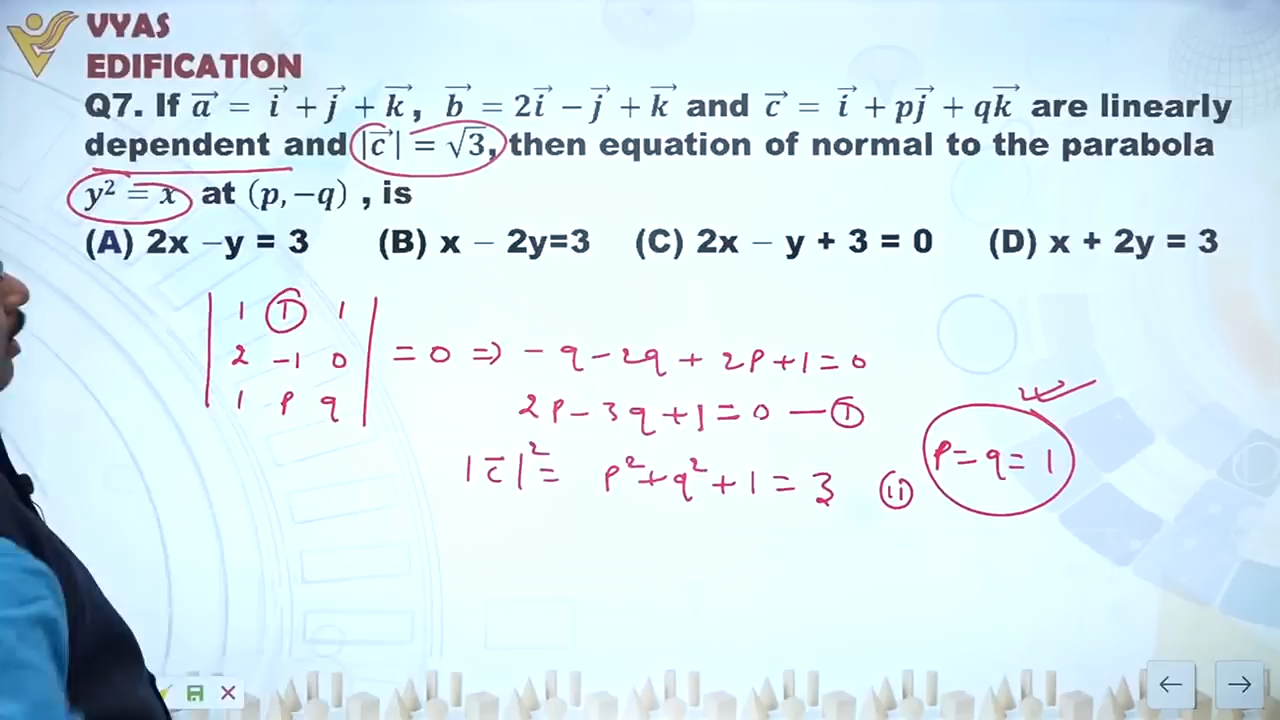 VYAS
EDIFICATION
Q7. If a⃗ = i⃗ + j⃗ + k⃗, b⃗ = 2i⃗ − j⃗ + k⃗ and c⃗ = i⃗ + pj⃗ + qk⃗ are linearly
dependent and |c⃗| = √3, then equation of normal to the parabola
y² = x at (p, −q) , is
(A) 2x − y = 3 (B) x − 2y=3 (C) 2x − y + 3 = 0 (D) x + 2y = 3
| 1 1 1 |
| 2 -1 0 | = 0 ⇒ - q - 2q + 2p + 1 = 0
| 1 p q |
2p - 3q + 1 = 0 — ①
|c̄|² = p² + q² + 1 = 3 ⑪
p = q = 1